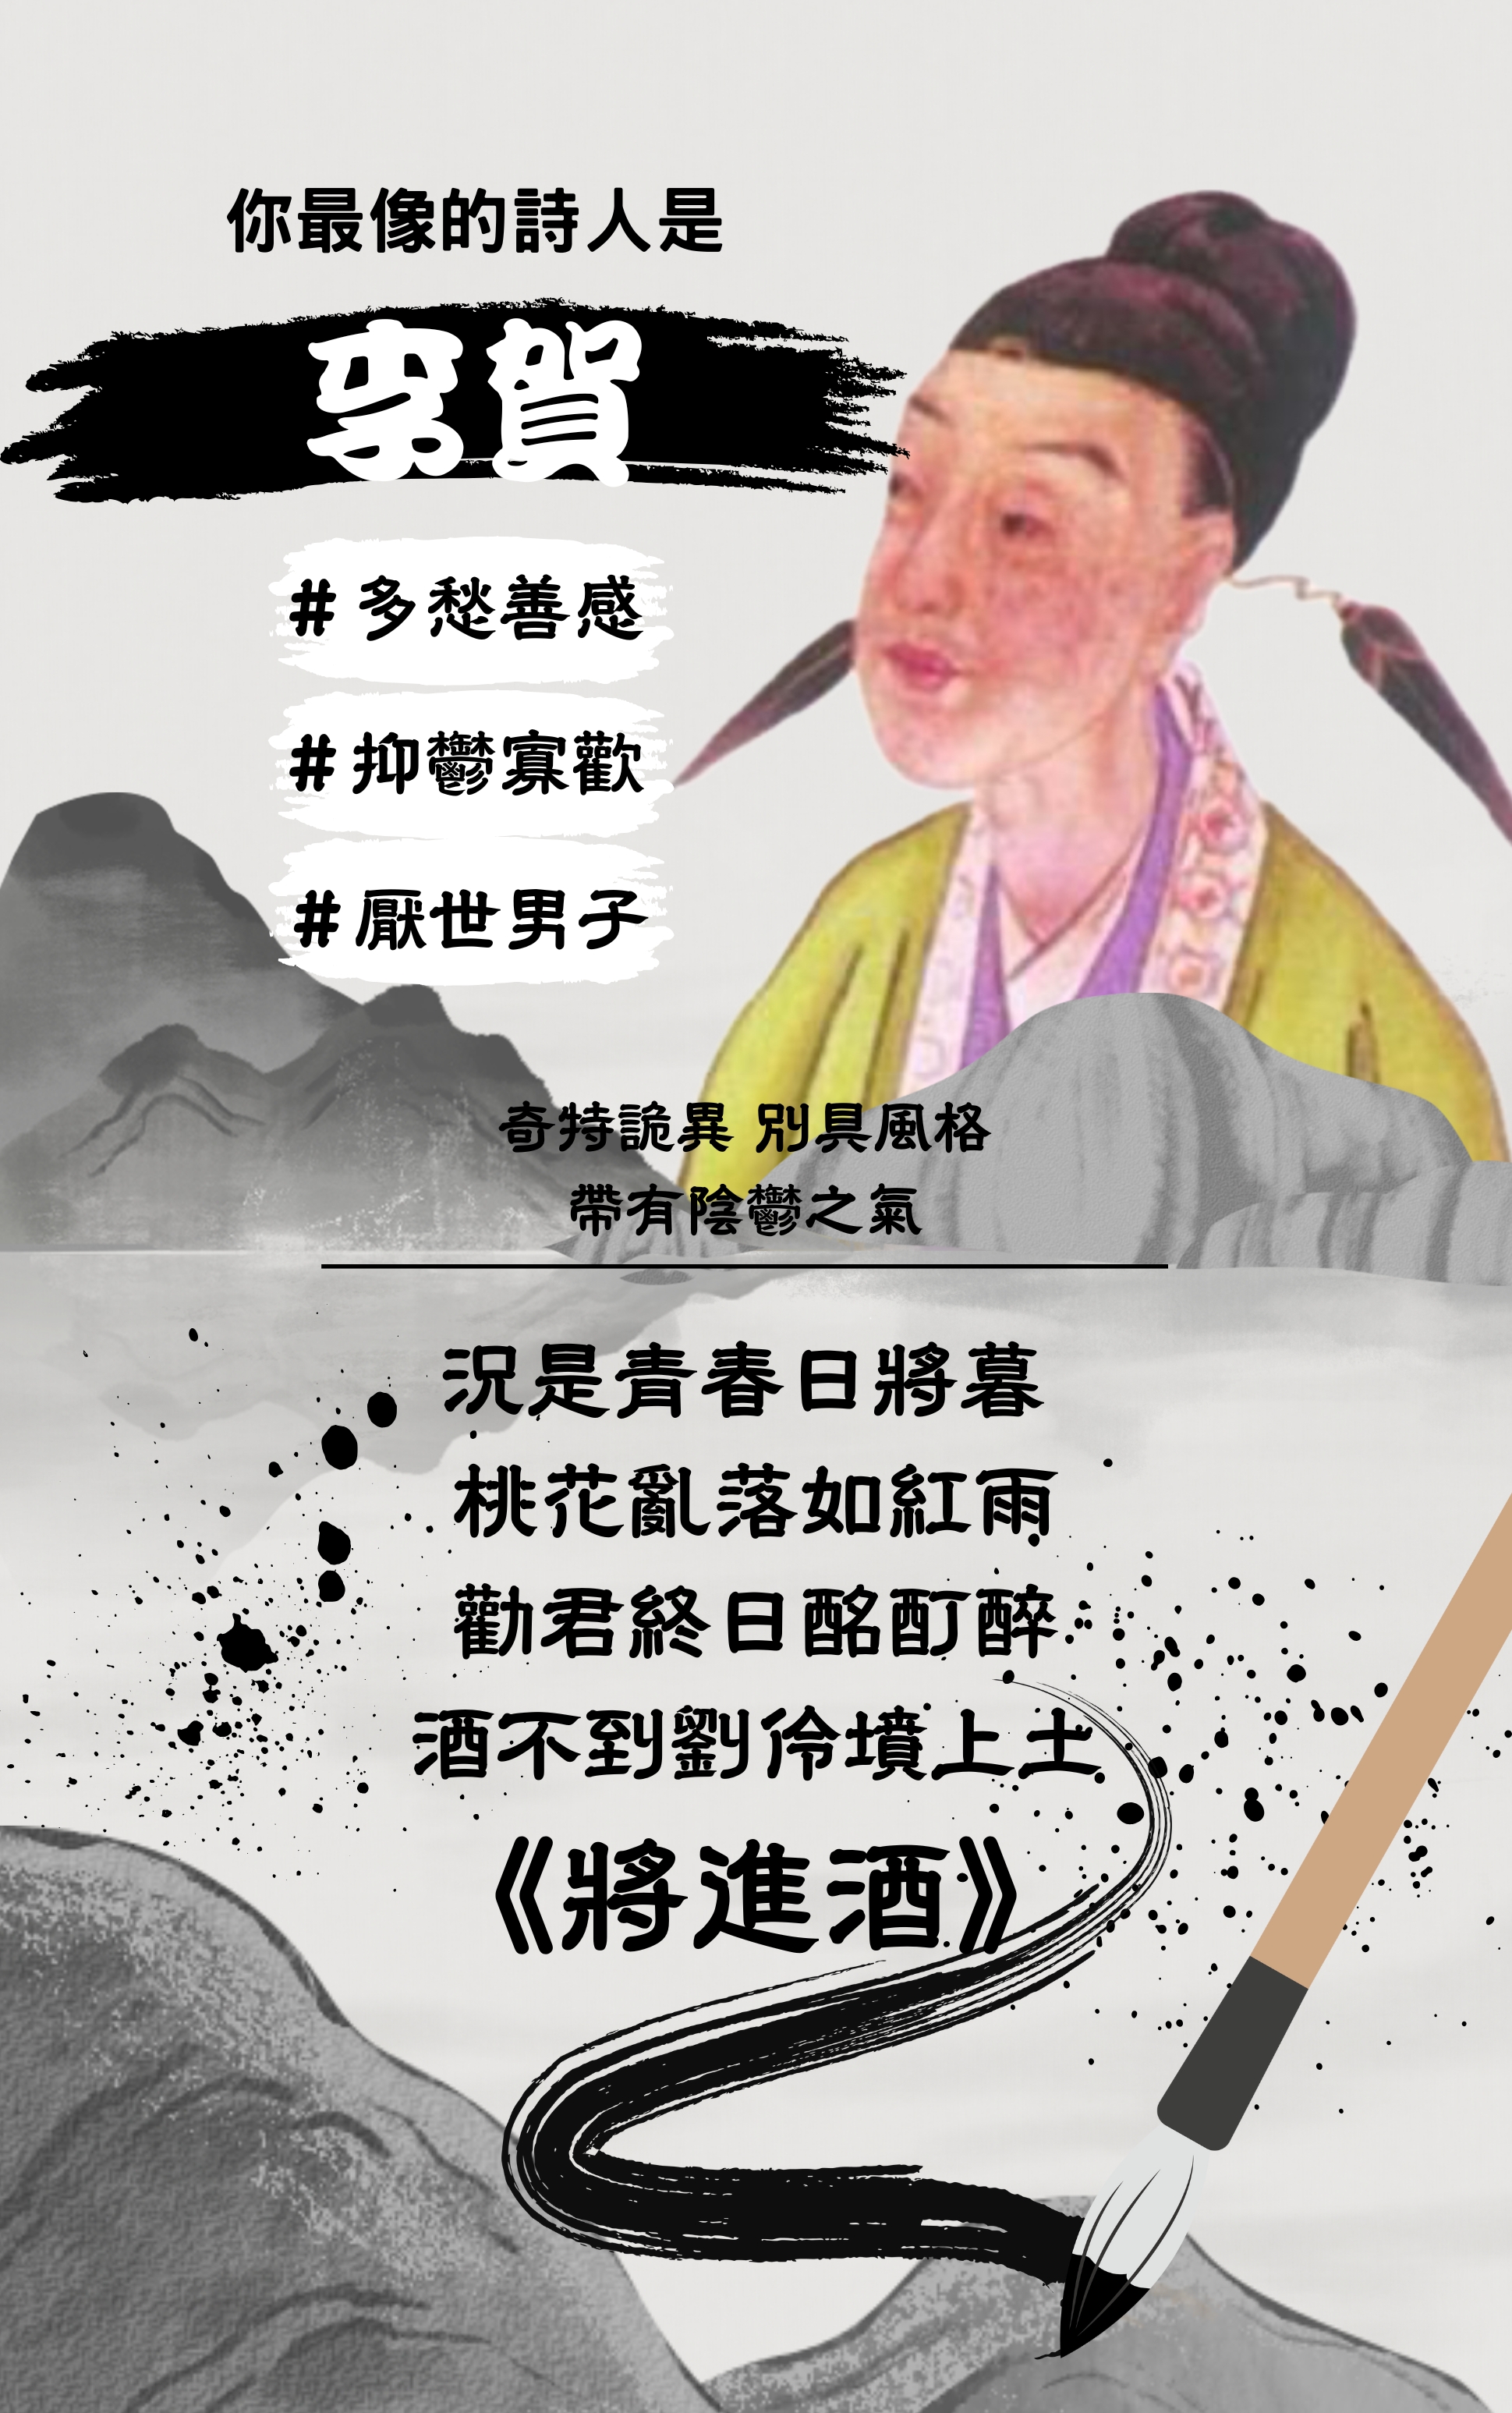 你最像的詩人是
李賀
#多愁善感
#抑鬱寡歡
#厭世男子
奇特詭異 別具風格
帶有陰鬱之氣
況是青春日將暮
桃花亂落如紅雨
勸君終日酩酊醉
酒不到劉伶墳上土
《將進酒》